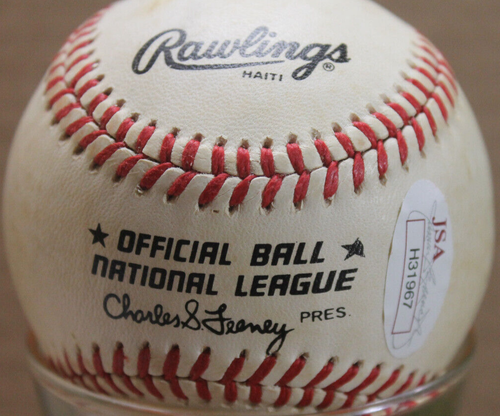 Rawlings®
HAITI
★ OFFICIAL BALL ★
NATIONAL LEAGUE
Charles S. Feeney PRES.
JSA
H31967